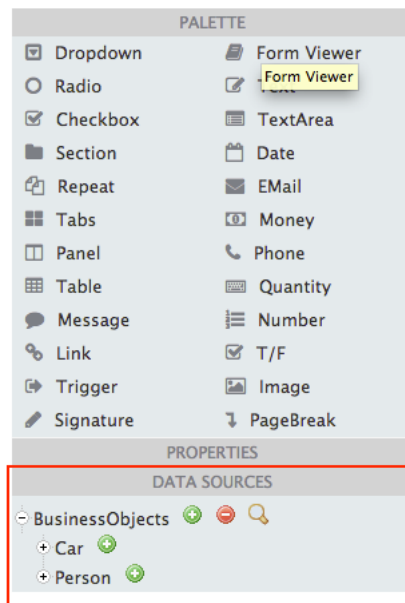 PALETTE
Dropdown Form Viewer
Form Viewer
Radio Text
Checkbox TextArea
Section Date
Repeat EMail
Tabs Money
Panel Phone
Table Quantity
Message Number
Link T/F
Trigger Image
Signature PageBreak
PROPERTIES
DATA SOURCES
BusinessObjects
Car
Person